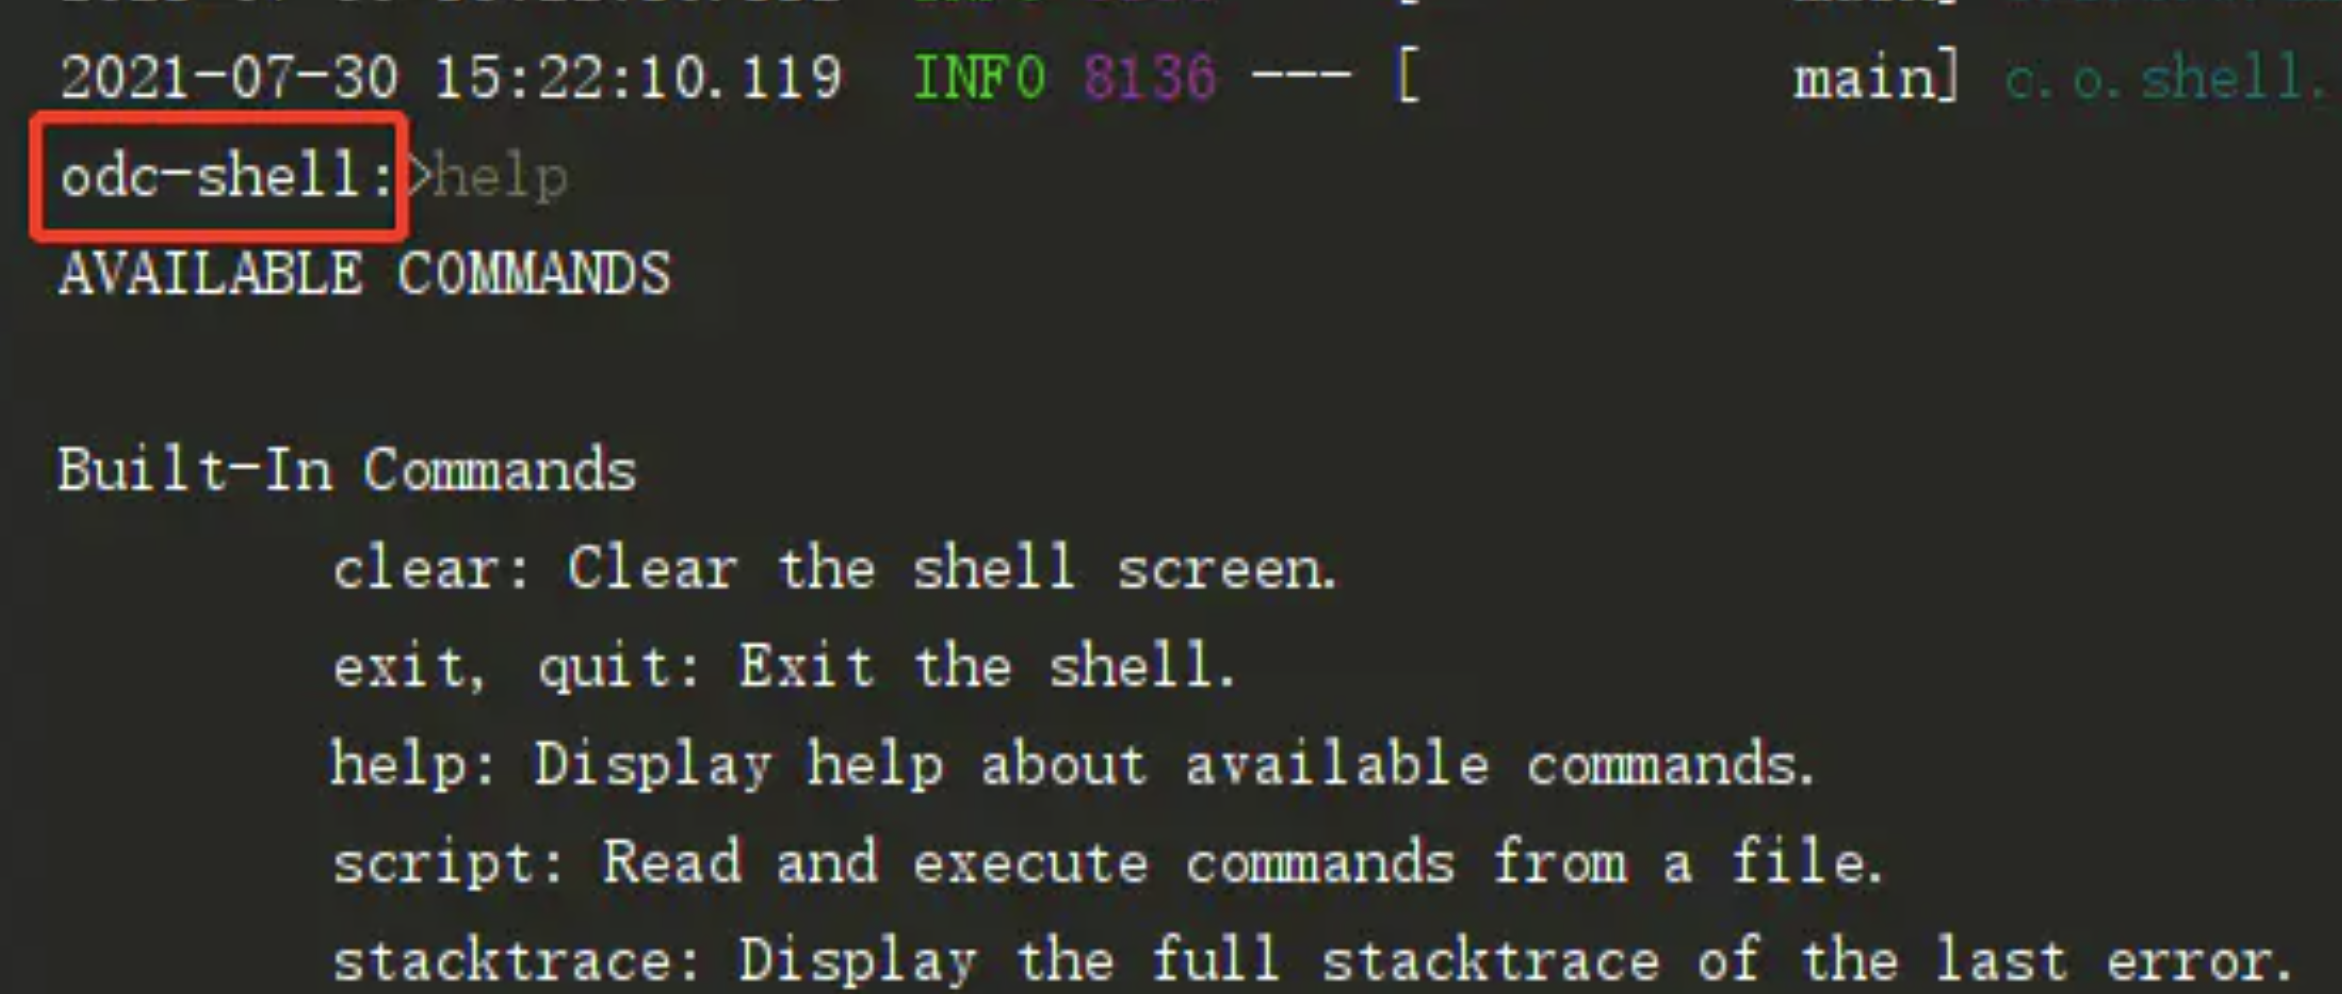 2021-07-30 15:22:10.119 INFO 8136 --- [ main] c.o.shell.
odc-shell:>help
AVAILABLE COMMANDS
Built-In Commands
clear: Clear the shell screen.
exit, quit: Exit the shell.
help: Display help about available commands.
script: Read and execute commands from a file.
stacktrace: Display the full stacktrace of the last error.